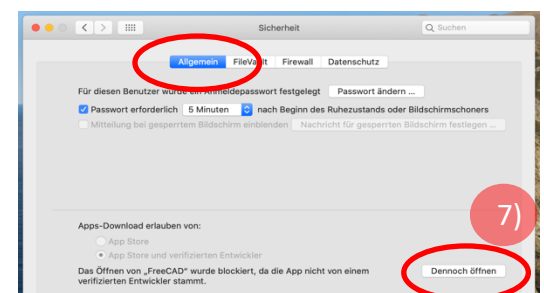 Sicherheit
Suchen
Allgemein FileVault Firewall Datenschutz
Für diesen Benutzer wurde ein Anmeldepasswort festgelegt Passwort ändern ...
Passwort erforderlich 5 Minuten nach Beginn des Ruhezustands oder Bildschirmschoners
Mitteilung bei gesperrtem Bildschirm einblenden Nachricht für gesperrten Bildschirm festlegen ...
7)
Apps-Download erlauben von:
App Store
App Store und verifizierten Entwickler
Das Öffnen von „FreeCAD“ wurde blockiert, da die App nicht von einem Dennoch öffnen
verifizierten Entwickler stammt.